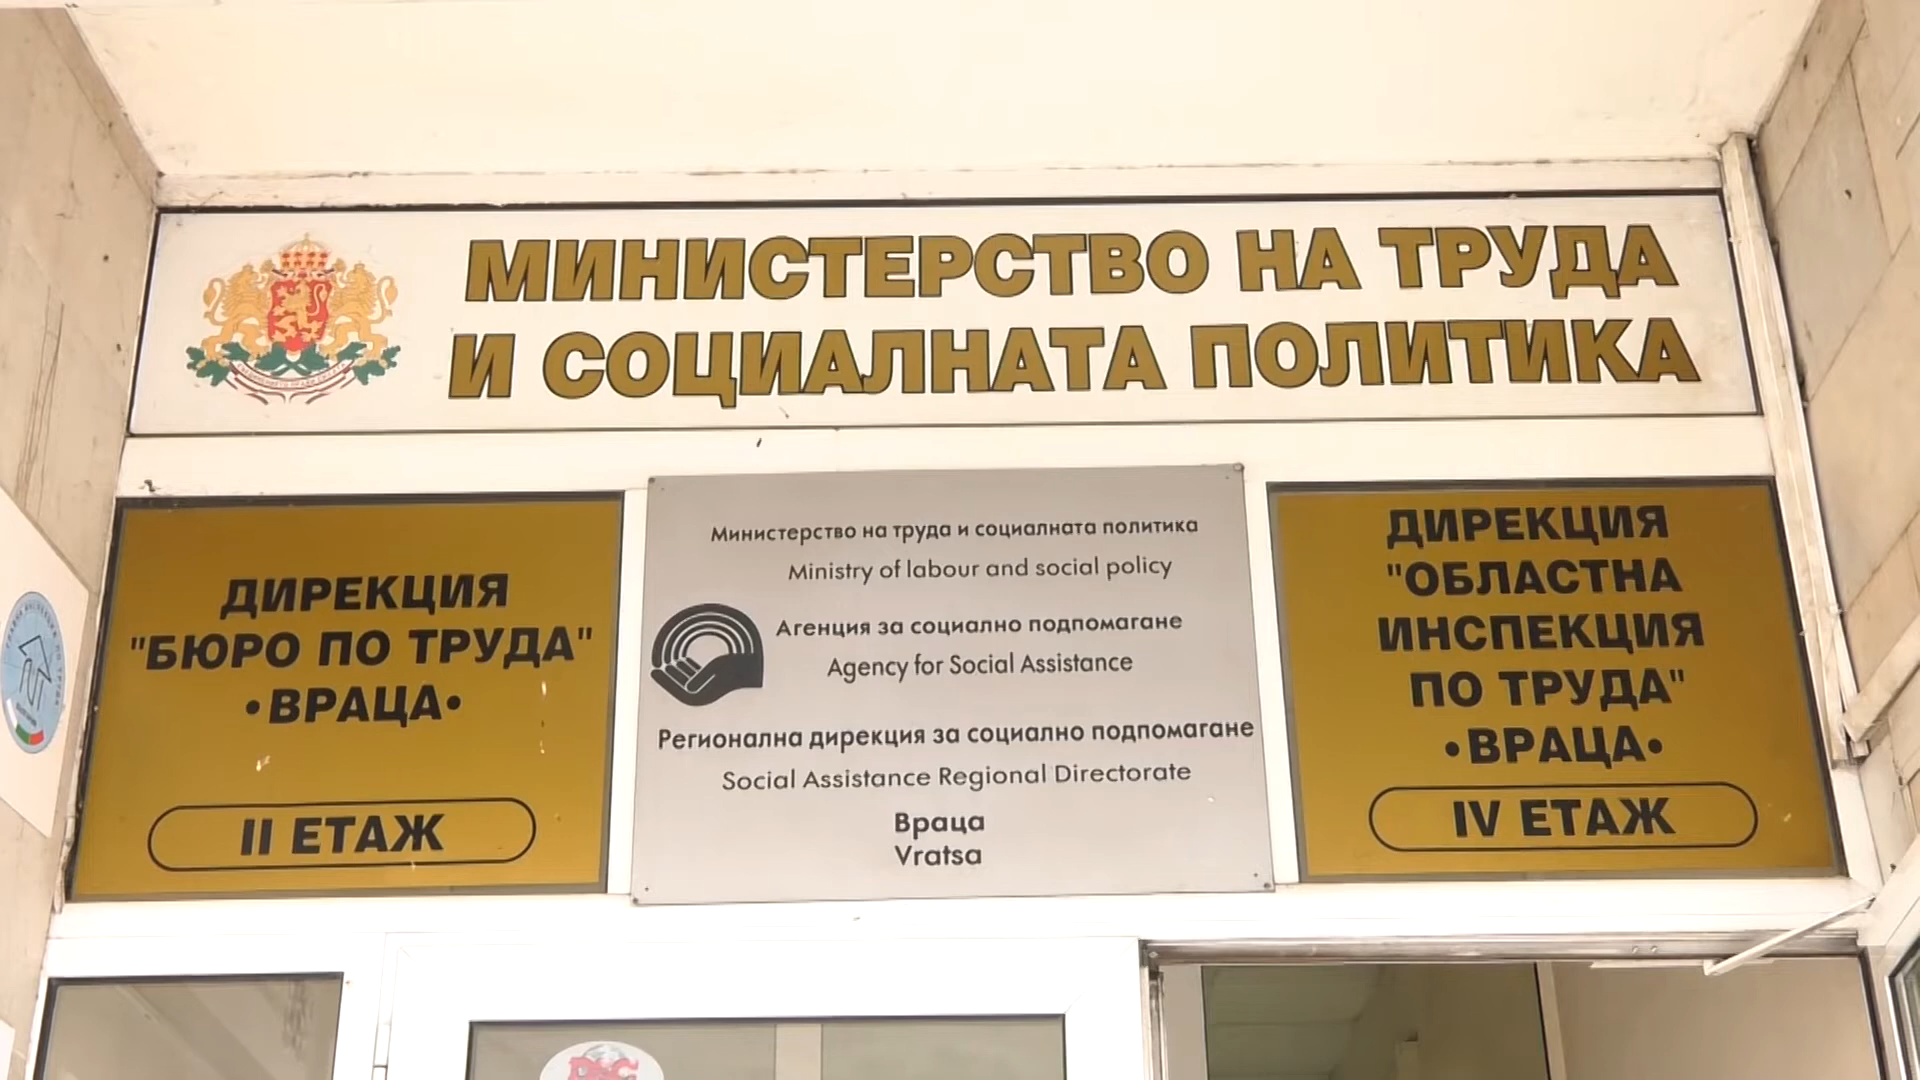 МИНИСТЕРСТВО НА ТРУДА
И СОЦИАЛНАТА ПОЛИТИКА
ДИРЕКЦИЯ
"БЮРО ПО ТРУДА"
•ВРАЦА•
II ЕТАЖ
Министерство на труда и социалната политика
Ministry of labour and social policy
Агенция за социално подпомагане
Agency for Social Assistance
Регионална дирекция за социално подпомагане
Social Assistance Regional Directorate
Враца
Vratsa
ДИРЕКЦИЯ
"ОБЛАСТНА
ИНСПЕКЦИЯ
ПО ТРУДА"
•ВРАЦА•
IV ЕТАЖ